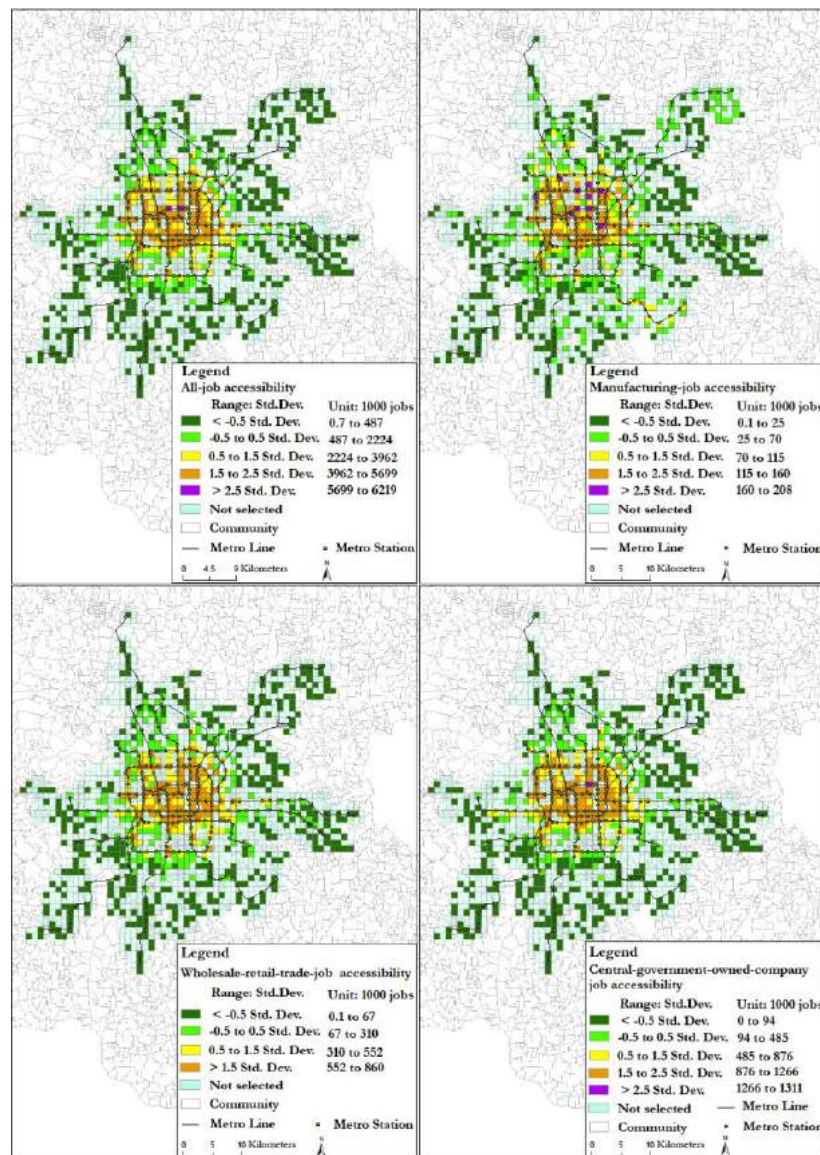 Legend
All-job accessibility
Range: Std.Dev. Unit: 1000 jobs
< -0.5 Std. Dev. 0.7 to 487
-0.5 to 0.5 Std. Dev. 487 to 2224
0.5 to 1.5 Std. Dev. 2224 to 3962
1.5 to 2.5 Std. Dev. 3962 to 5699
> 2.5 Std. Dev. 5699 to 6219
Not selected
Community
Metro Line Metro Station
0 4.5 9 Kilometers N
Legend
Manufacturing-job accessibility
Range: Std.Dev. Unit: 1000 jobs
< -0.5 Std. Dev. 0.1 to 25
-0.5 to 0.5 Std. Dev. 25 to 70
0.5 to 1.5 Std. Dev. 70 to 115
1.5 to 2.5 Std. Dev. 115 to 160
> 2.5 Std. Dev. 160 to 208
Not selected
Community
Metro Line Metro Station
0 5 10 Kilometers N
Legend
Wholesale-retail-trade-job accessibility
Range: Std.Dev. Unit: 1000 jobs
< -0.5 Std. Dev. 0.1 to 67
-0.5 to 0.5 Std. Dev. 67 to 310
0.5 to 1.5 Std. Dev. 310 to 552
> 1.5 Std. Dev. 552 to 860
Not selected
Community
Metro Line Metro Station
0 5 10 Kilometers N
Legend
Central-government-owned-company
job accessibility
Range: Std.Dev. Unit: 1000 jobs
< -0.5 Std. Dev. 0 to 94
-0.5 to 0.5 Std. Dev. 94 to 485
0.5 to 1.5 Std. Dev. 485 to 876
1.5 to 2.5 Std. Dev. 876 to 1266
> 2.5 Std. Dev. 1266 to 1311
Not selected Metro Line
Community Metro Station
0 5 10 Kilometers N